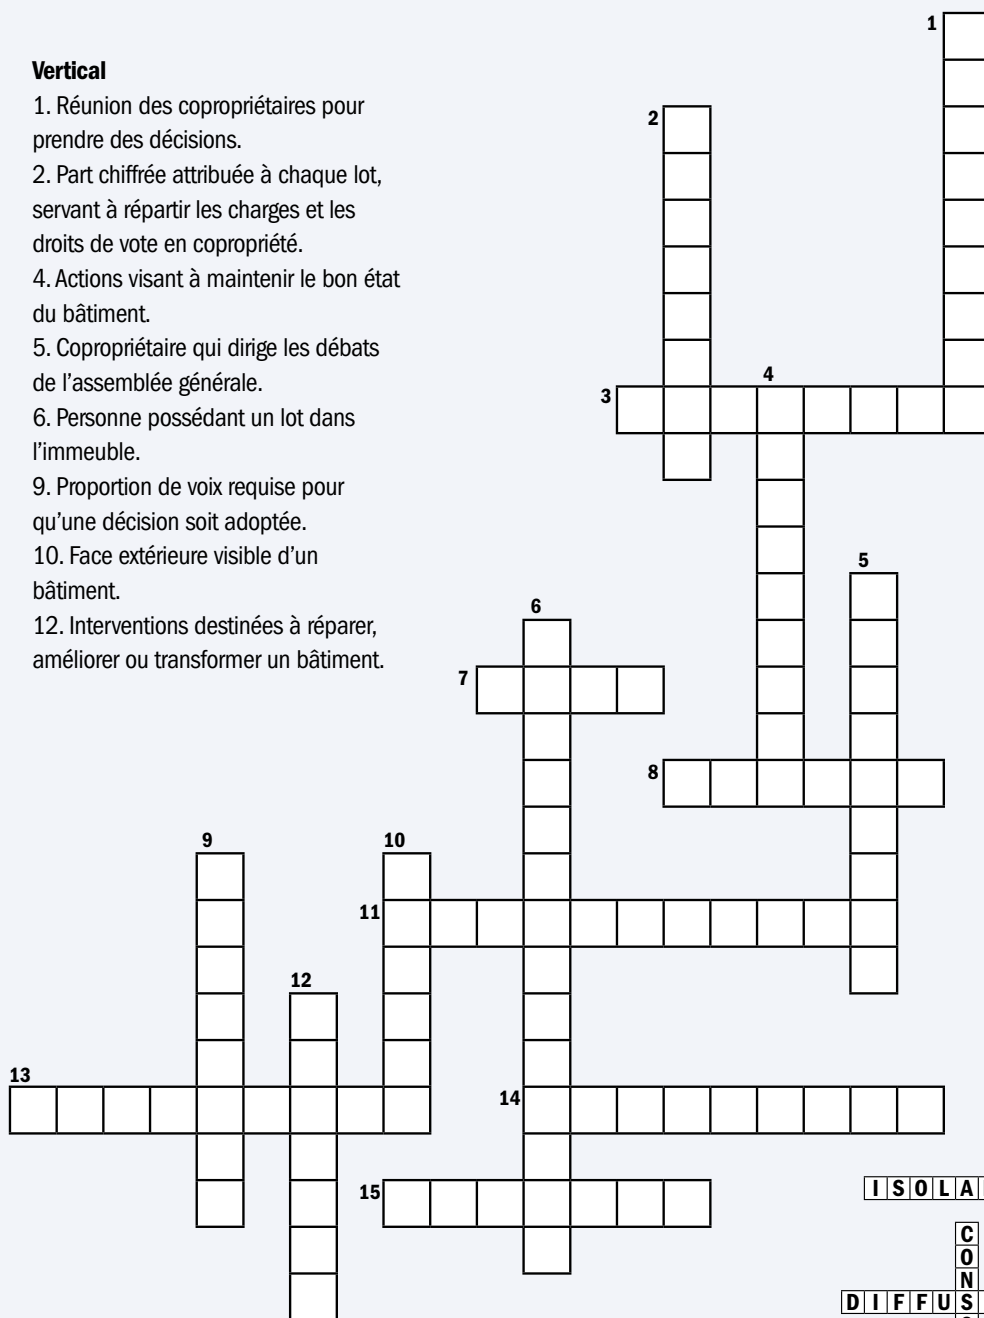 Vertical
1. Réunion des copropriétaires pour
prendre des décisions.
2. Part chiffrée attribuée à chaque lot,
servant à répartir les charges et les
droits de vote en copropriété.
4. Actions visant à maintenir le bon état
du bâtiment.
5. Copropriétaire qui dirige les débats
de l’assemblée générale.
6. Personne possédant un lot dans
l’immeuble.
9. Proportion de voix requise pour
qu’une décision soit adoptée.
10. Face extérieure visible d’un
bâtiment.
12. Interventions destinées à réparer,
améliorer ou transformer un bâtiment.
1
2
4
3
5
6
7
8
9
10
11
12
13
14
15
ISOLA
C
O
N
DIFFUS